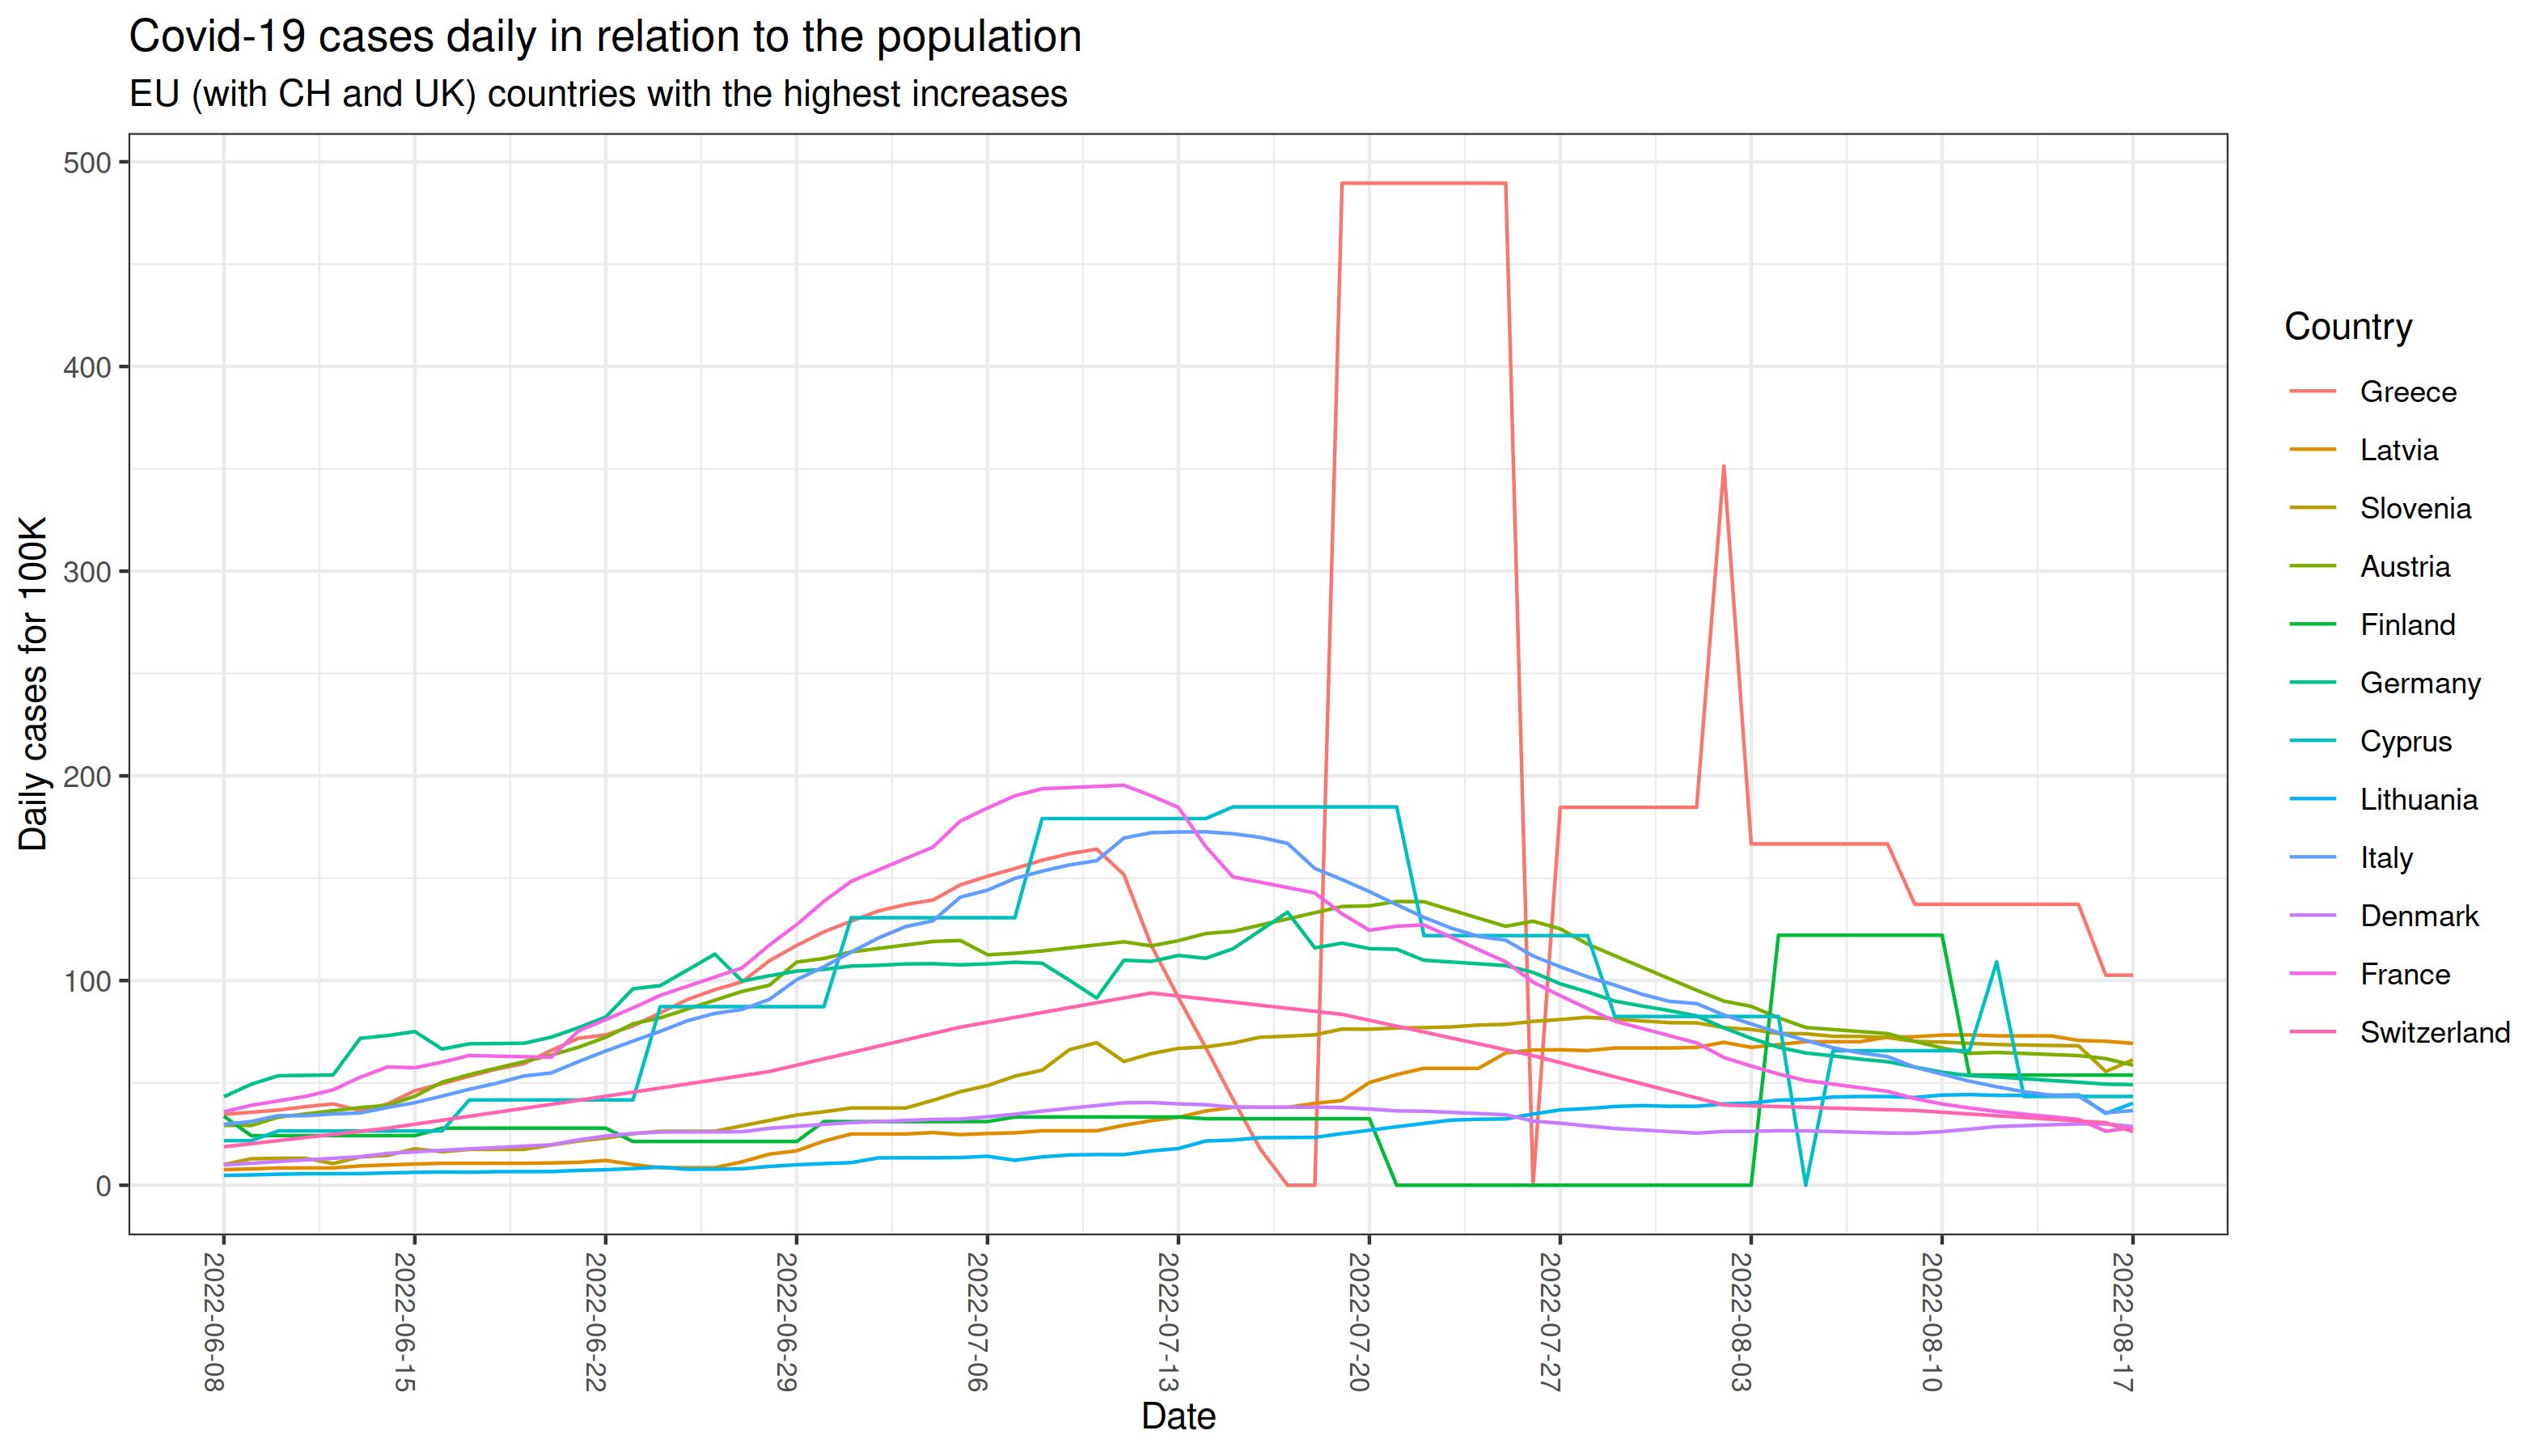 Covid-19 cases daily in relation to the population
EU (with CH and UK) countries with the highest increases
Daily cases for 100K
500
400
300
200
100
0
2022-06-08
2022-06-15
2022-06-22
2022-06-29
2022-07-06
2022-07-13
2022-07-20
2022-07-27
2022-08-03
2022-08-10
2022-08-17
Date
Country
Greece
Latvia
Slovenia
Austria
Finland
Germany
Cyprus
Lithuania
Italy
Denmark
France
Switzerland